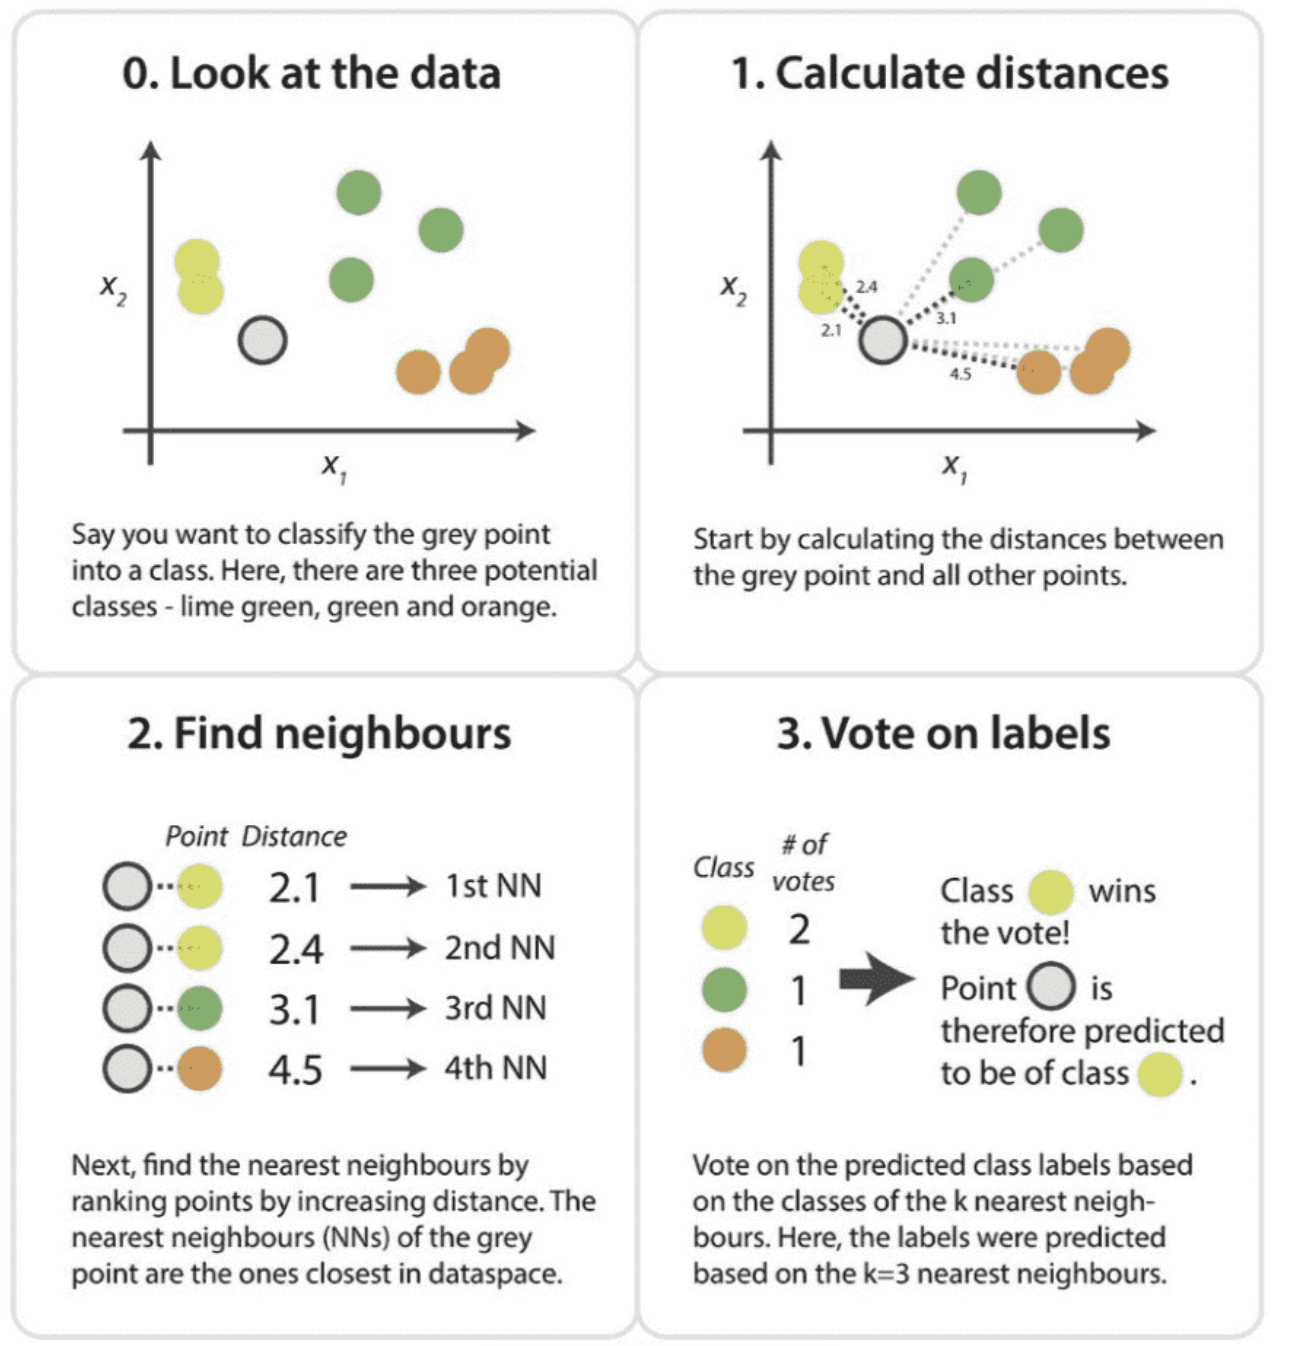 0. Look at the data
x2
x1
Say you want to classify the grey point
into a class. Here, there are three potential
classes - lime green, green and orange.
1. Calculate distances
x2
2.4
2.1
3.1
4.5
x1
Start by calculating the distances between
the grey point and all other points.
2. Find neighbours
Point Distance
2.1 1st NN
2.4 2nd NN
3.1 3rd NN
4.5 4th NN
Next, find the nearest neighbours by
ranking points by increasing distance. The
nearest neighbours (NNs) of the grey
point are the ones closest in dataspace.
3. Vote on labels
Class # of
votes
2
1
1
Class wins
the vote!
Point is
therefore predicted
to be of class .
Vote on the predicted class labels based
on the classes of the k nearest neigh-
bours. Here, the labels were predicted
based on the k=3 nearest neighbours.